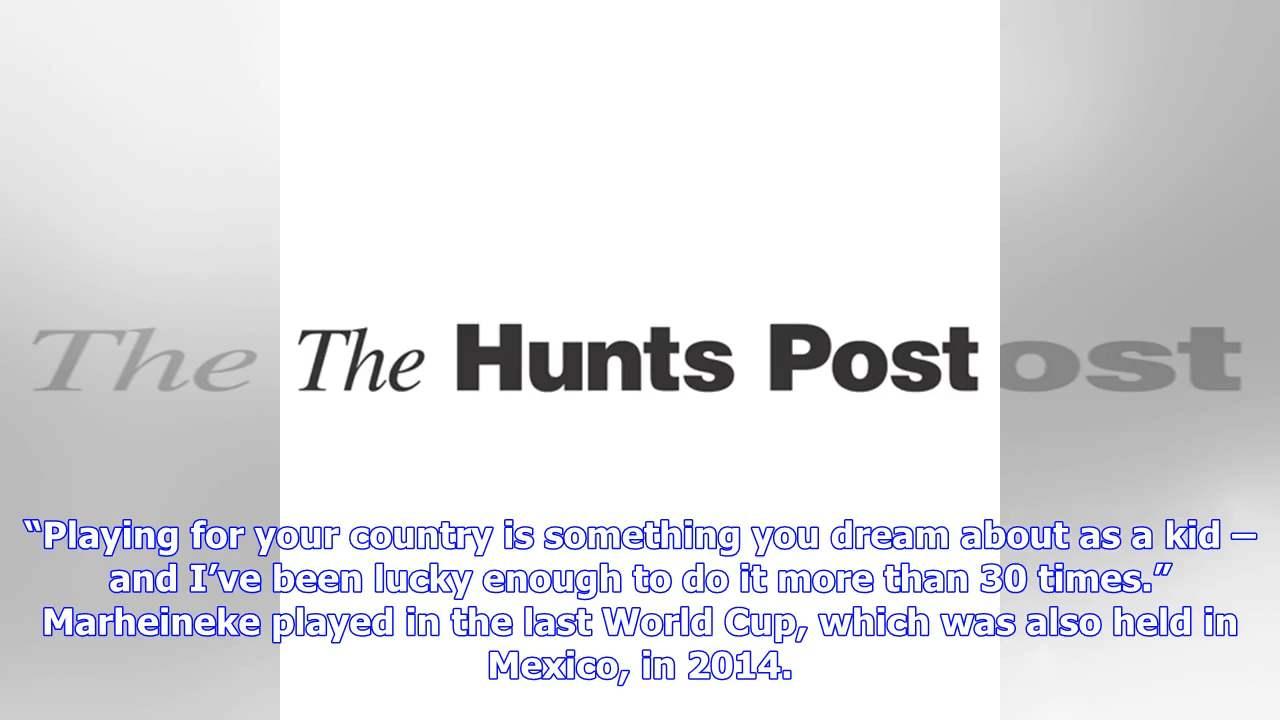 The Hunts Post
“Playing for your country is something you dream about as a kid –
and I’ve been lucky enough to do it more than 30 times.”
Marheineke played in the last World Cup, which was also held in
Mexico, in 2014.